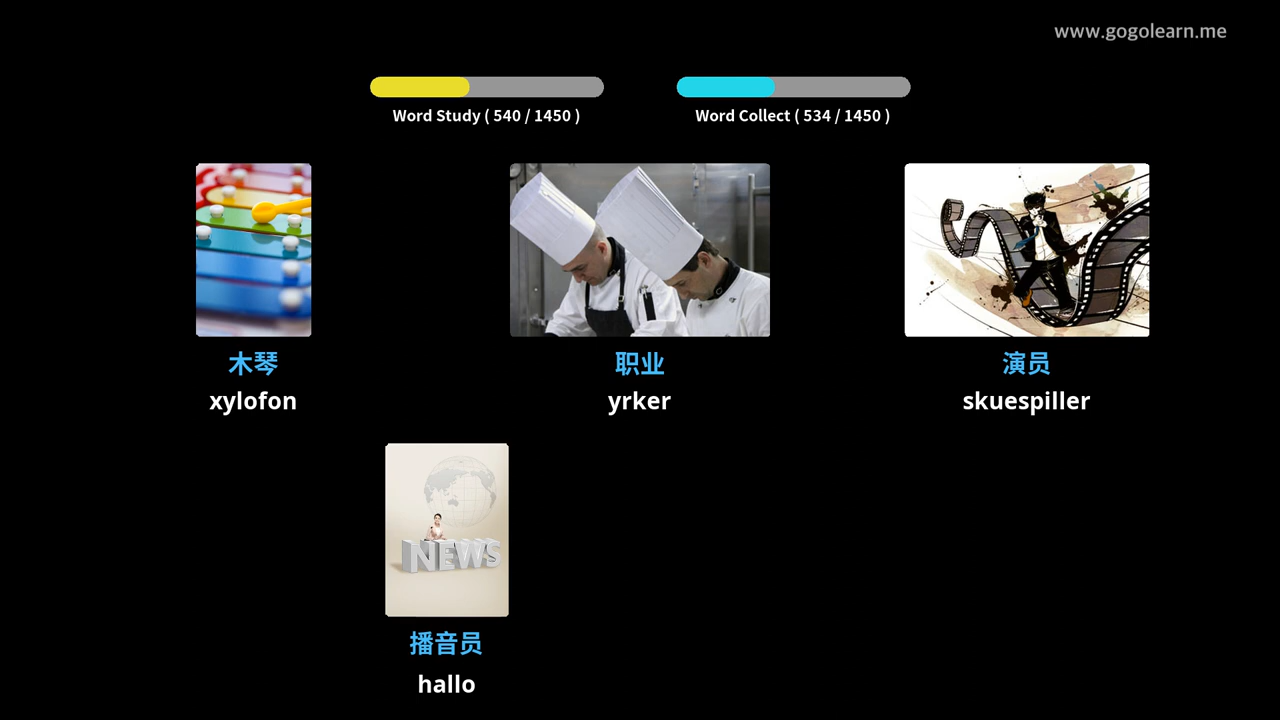 www.gogolearn.me
Word Study ( 540 / 1450 )
Word Collect ( 534 / 1450 )
木琴
xylofon
职业
yrker
演员
skuespiller
NEWS
播音员
hallo